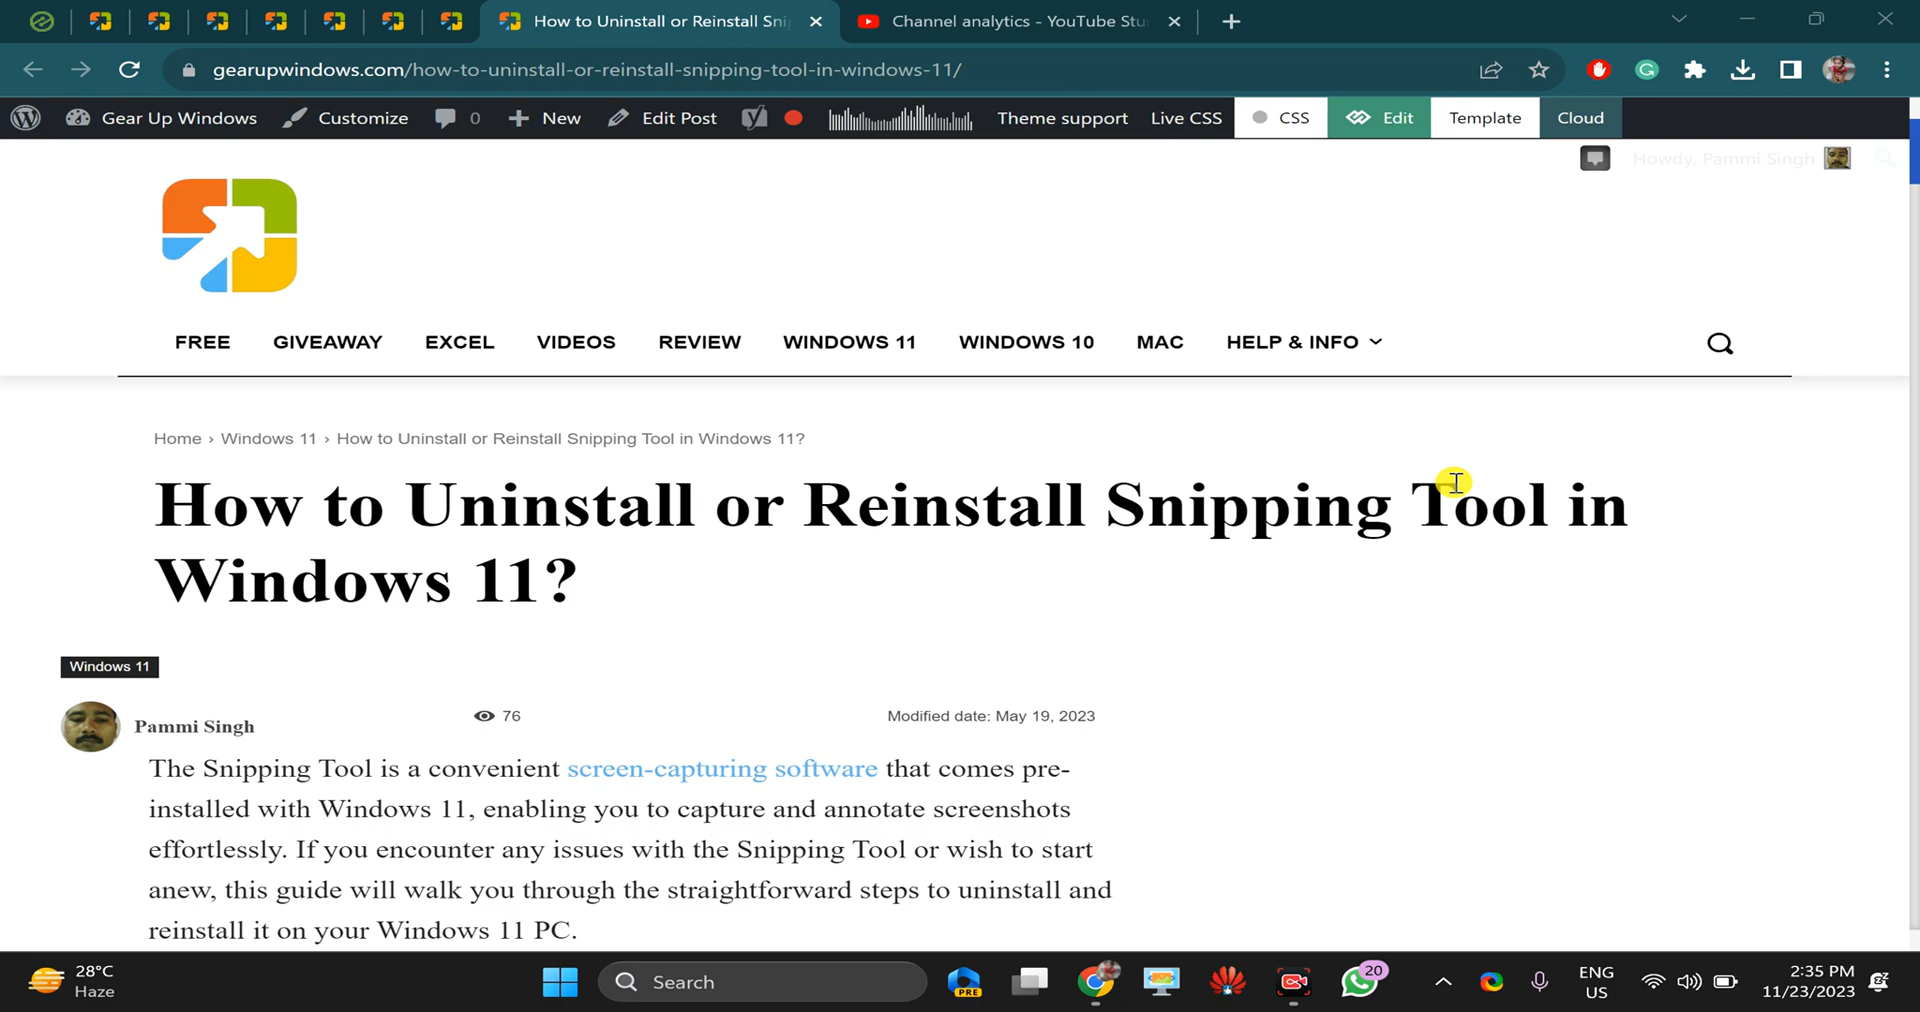 How to Uninstall or Reinstall Sni
Channel analytics - YouTube Stu
gearupwindows.com/how-to-uninstall-or-reinstall-snipping-tool-in-windows-11/
Gear Up Windows Customize 0 New Edit Post Theme support Live CSS CSS Edit Template Cloud
Howdy, Pammi Singh
FREE GIVEAWAY EXCEL VIDEOS REVIEW WINDOWS 11 WINDOWS 10 MAC HELP & INFO
Home › Windows 11 › How to Uninstall or Reinstall Snipping Tool in Windows 11?
How to Uninstall or Reinstall Snipping Tool in
Windows 11?
Windows 11
Pammi Singh 76 Modified date: May 19, 2023
The Snipping Tool is a convenient screen-capturing software that comes pre-
installed with Windows 11, enabling you to capture and annotate screenshots
effortlessly. If you encounter any issues with the Snipping Tool or wish to start
anew, this guide will walk you through the straightforward steps to uninstall and
reinstall it on your Windows 11 PC.
28°C
Haze
Search
PRE
20
ENG
US
2:35 PM
11/23/2023